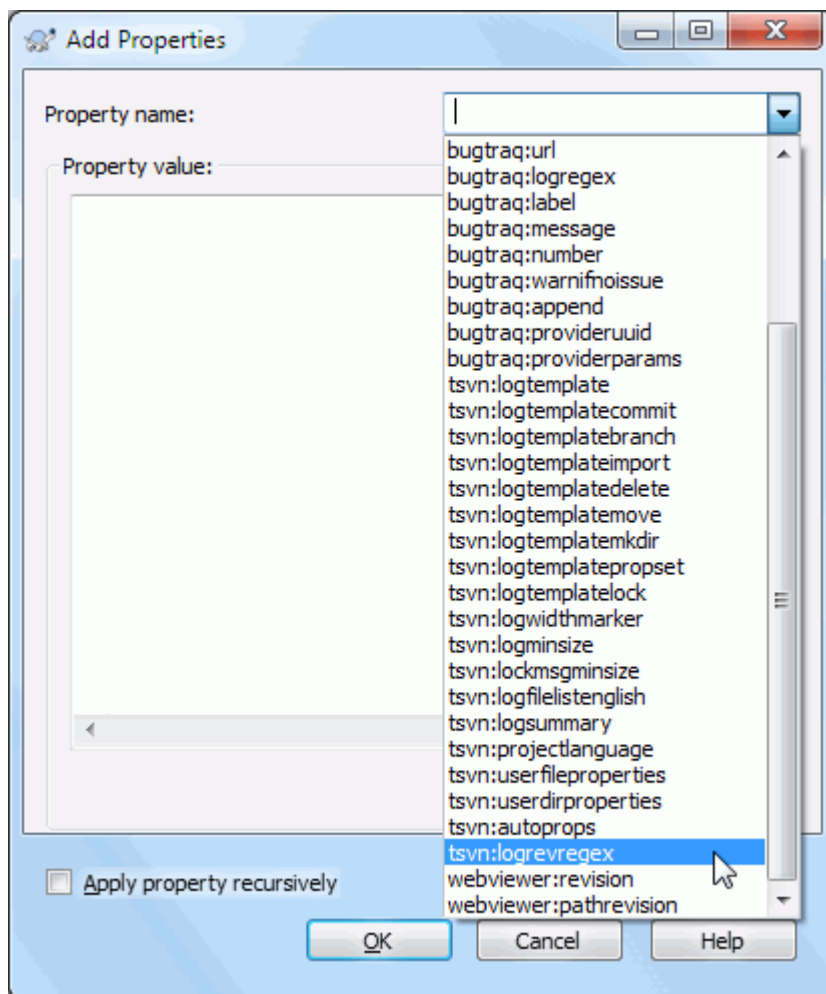 Add Properties
Property name:
Property value:
bugtraq:url
bugtraq:logregex
bugtraq:label
bugtraq:message
bugtraq:number
bugtraq:warnifnoissue
bugtraq:append
bugtraq:provideruuid
bugtraq:providerparams
tsvn:logtemplate
tsvn:logtemplatecommit
tsvn:logtemplatebranch
tsvn:logtemplateimport
tsvn:logtemplatedelete
tsvn:logtemplatemove
tsvn:logtemplatemkdir
tsvn:logtemplatepropset
tsvn:logtemplatelock
tsvn:logwidthmarker
tsvn:logminsize
tsvn:lockmsgminsize
tsvn:logfilelistenglish
tsvn:logsummary
tsvn:projectlanguage
tsvn:userfileproperties
tsvn:userdirproperties
tsvn:autoprops
tsvn:logrevregex
webviewer:revision
webviewer:pathrevision
Apply property recursively
OK Cancel Help